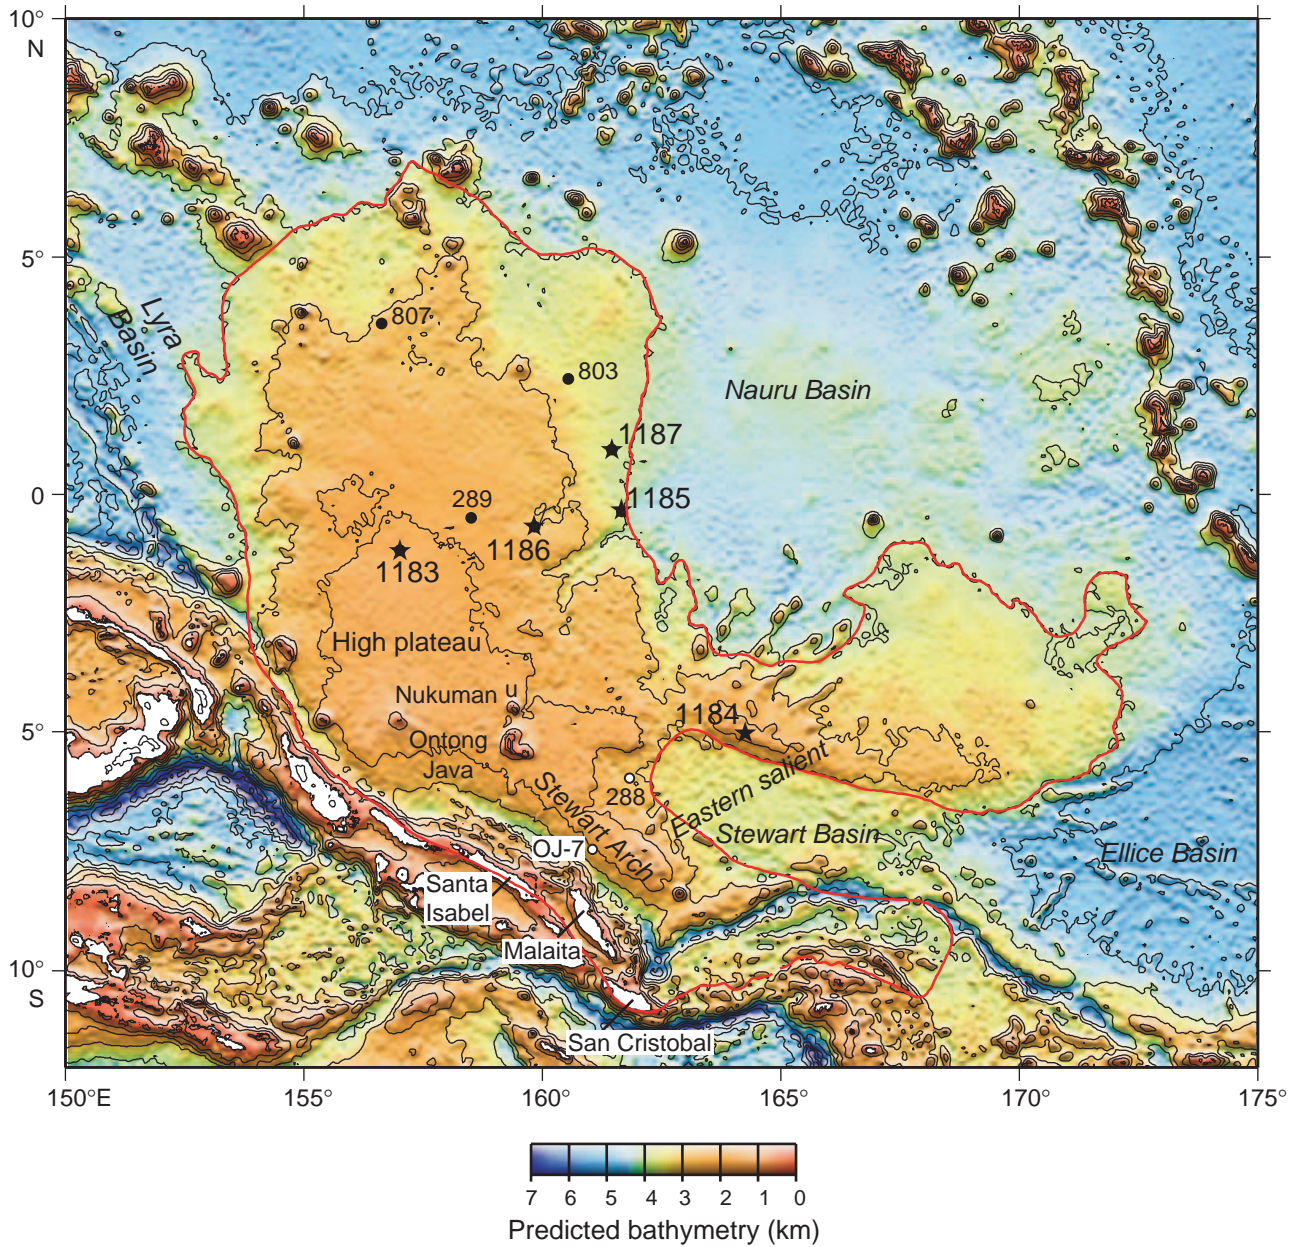 10°
N
5°
0
5°
10°
S
Lyra
Basin
807
803
Nauru Basin
1187
1185
289
1186
1183
High plateau
Nukuman u
Ontong
Java
1184
288
Eastern salient
Stewart Arch
Stewart Basin
Ellice Basin
OJ-7
Santa
Isabel
Malaita
San Cristobal
150°E
155°
160°
165°
170°
175°
7 6 5 4 3 2 1 0
Predicted bathymetry (km)